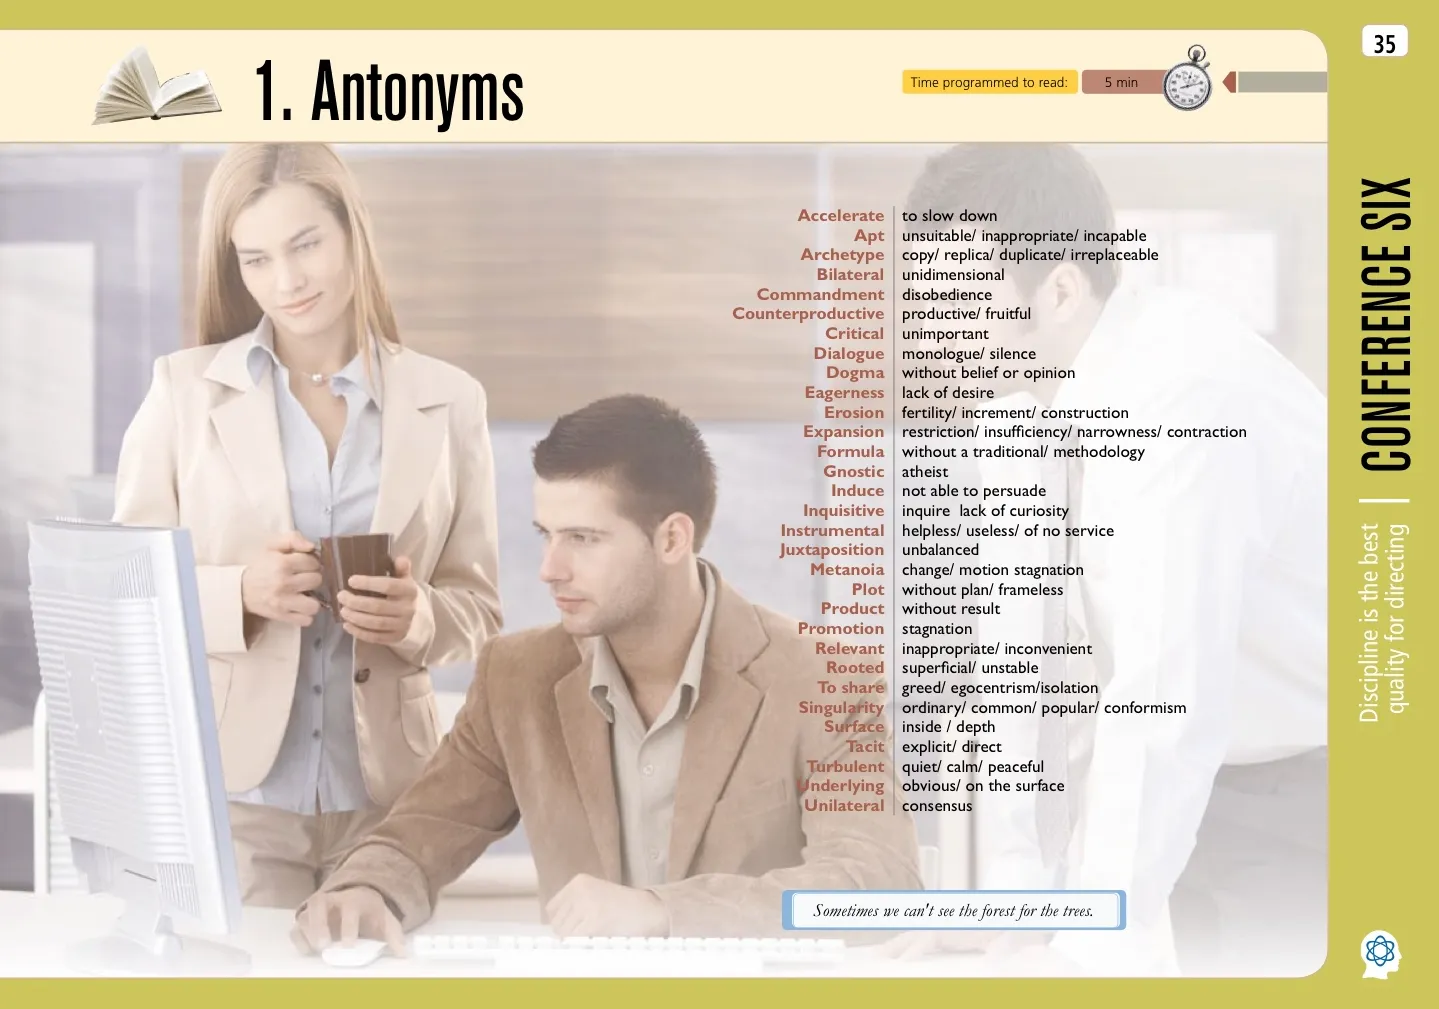 35
1. Antonyms
Time programmed to read: 5 min
Accelerate to slow down
Apt unsuitable/ inappropriate/ incapable
Archetype copy/ replica/ duplicate/ irreplaceable
Bilateral unidimensional
Commandment disobedience
Counterproductive productive/ fruitful
Critical unimportant
Dialogue monologue/ silence
Dogma without belief or opinion
Eagerness lack of desire
Erosion fertility/ increment/ construction
Expansion restriction/ insufficiency/ narrowness/ contraction
Formula without a traditional/ methodology
Gnostic atheist
Induce not able to persuade
Inquisitive inquire  lack of curiosity
Instrumental helpless/ useless/ of no service
Juxtaposition unbalanced
Metanoia change/ motion stagnation
Plot without plan/ frameless
Product without result
Promotion stagnation
Relevant inappropriate/ inconvenient
Rooted superficial/ unstable
To share greed/ egocentrism/isolation
Singularity ordinary/ common/ popular/ conformism
Surface inside / depth
Tacit explicit/ direct
Turbulent quiet/ calm/ peaceful
Underlying obvious/ on the surface
Unilateral consensus
Sometimes we can't see the forest for the trees.
CONFERENCE SIX
Discipline is the best
quality for directing